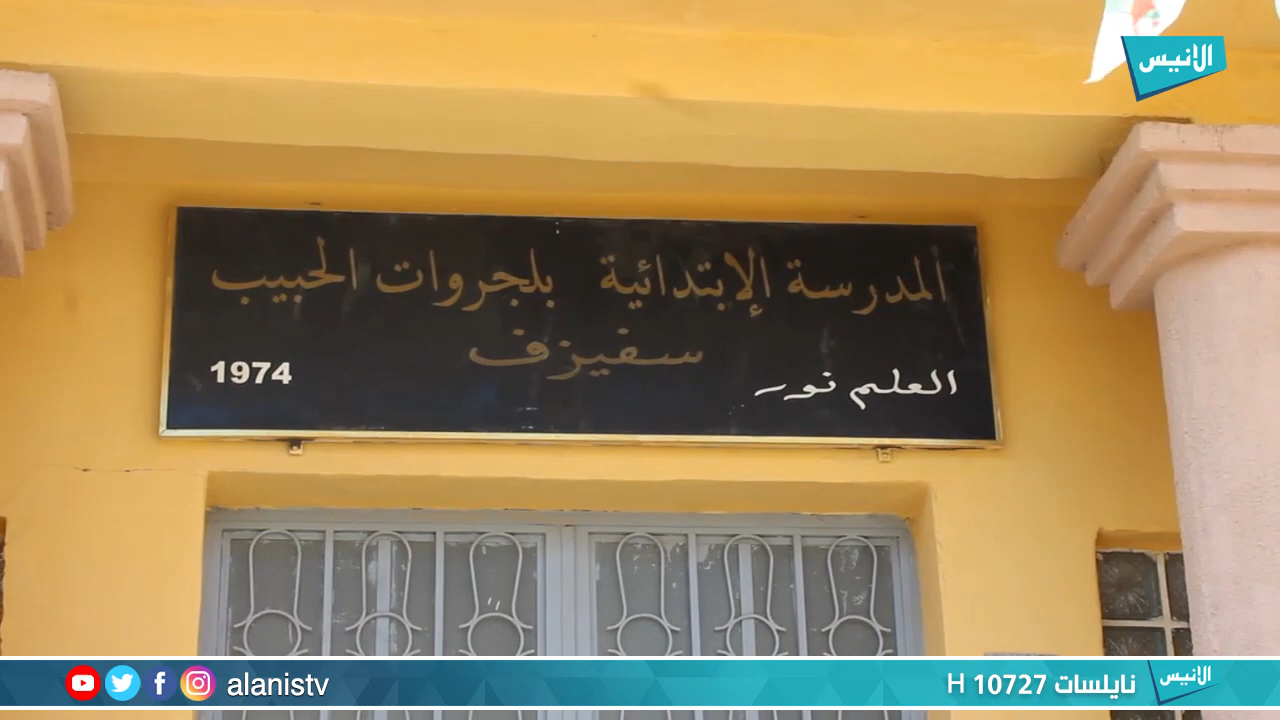 الانيس
المدرسة الإبتدائية بلجروات الحبيب
سفيزف
العلم نور
1974
alanistv
نايلسات 10727 H
الانيس